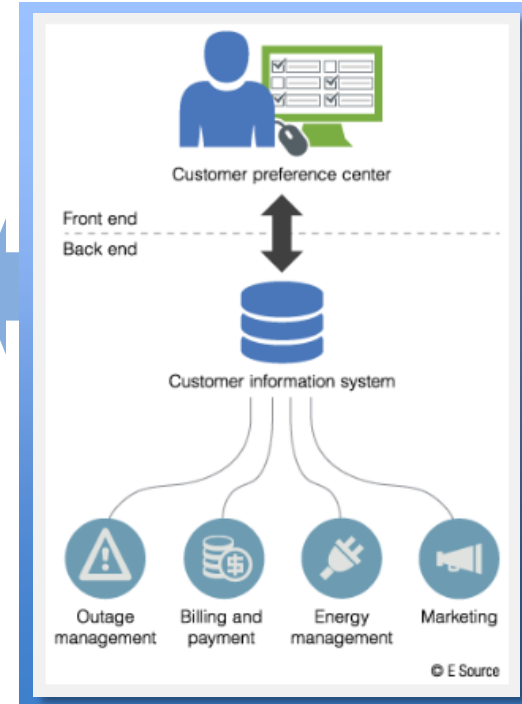 Customer preference center
Front end
Back end
Customer information system
Outage management
Billing and payment
Energy management
Marketing
© E Source